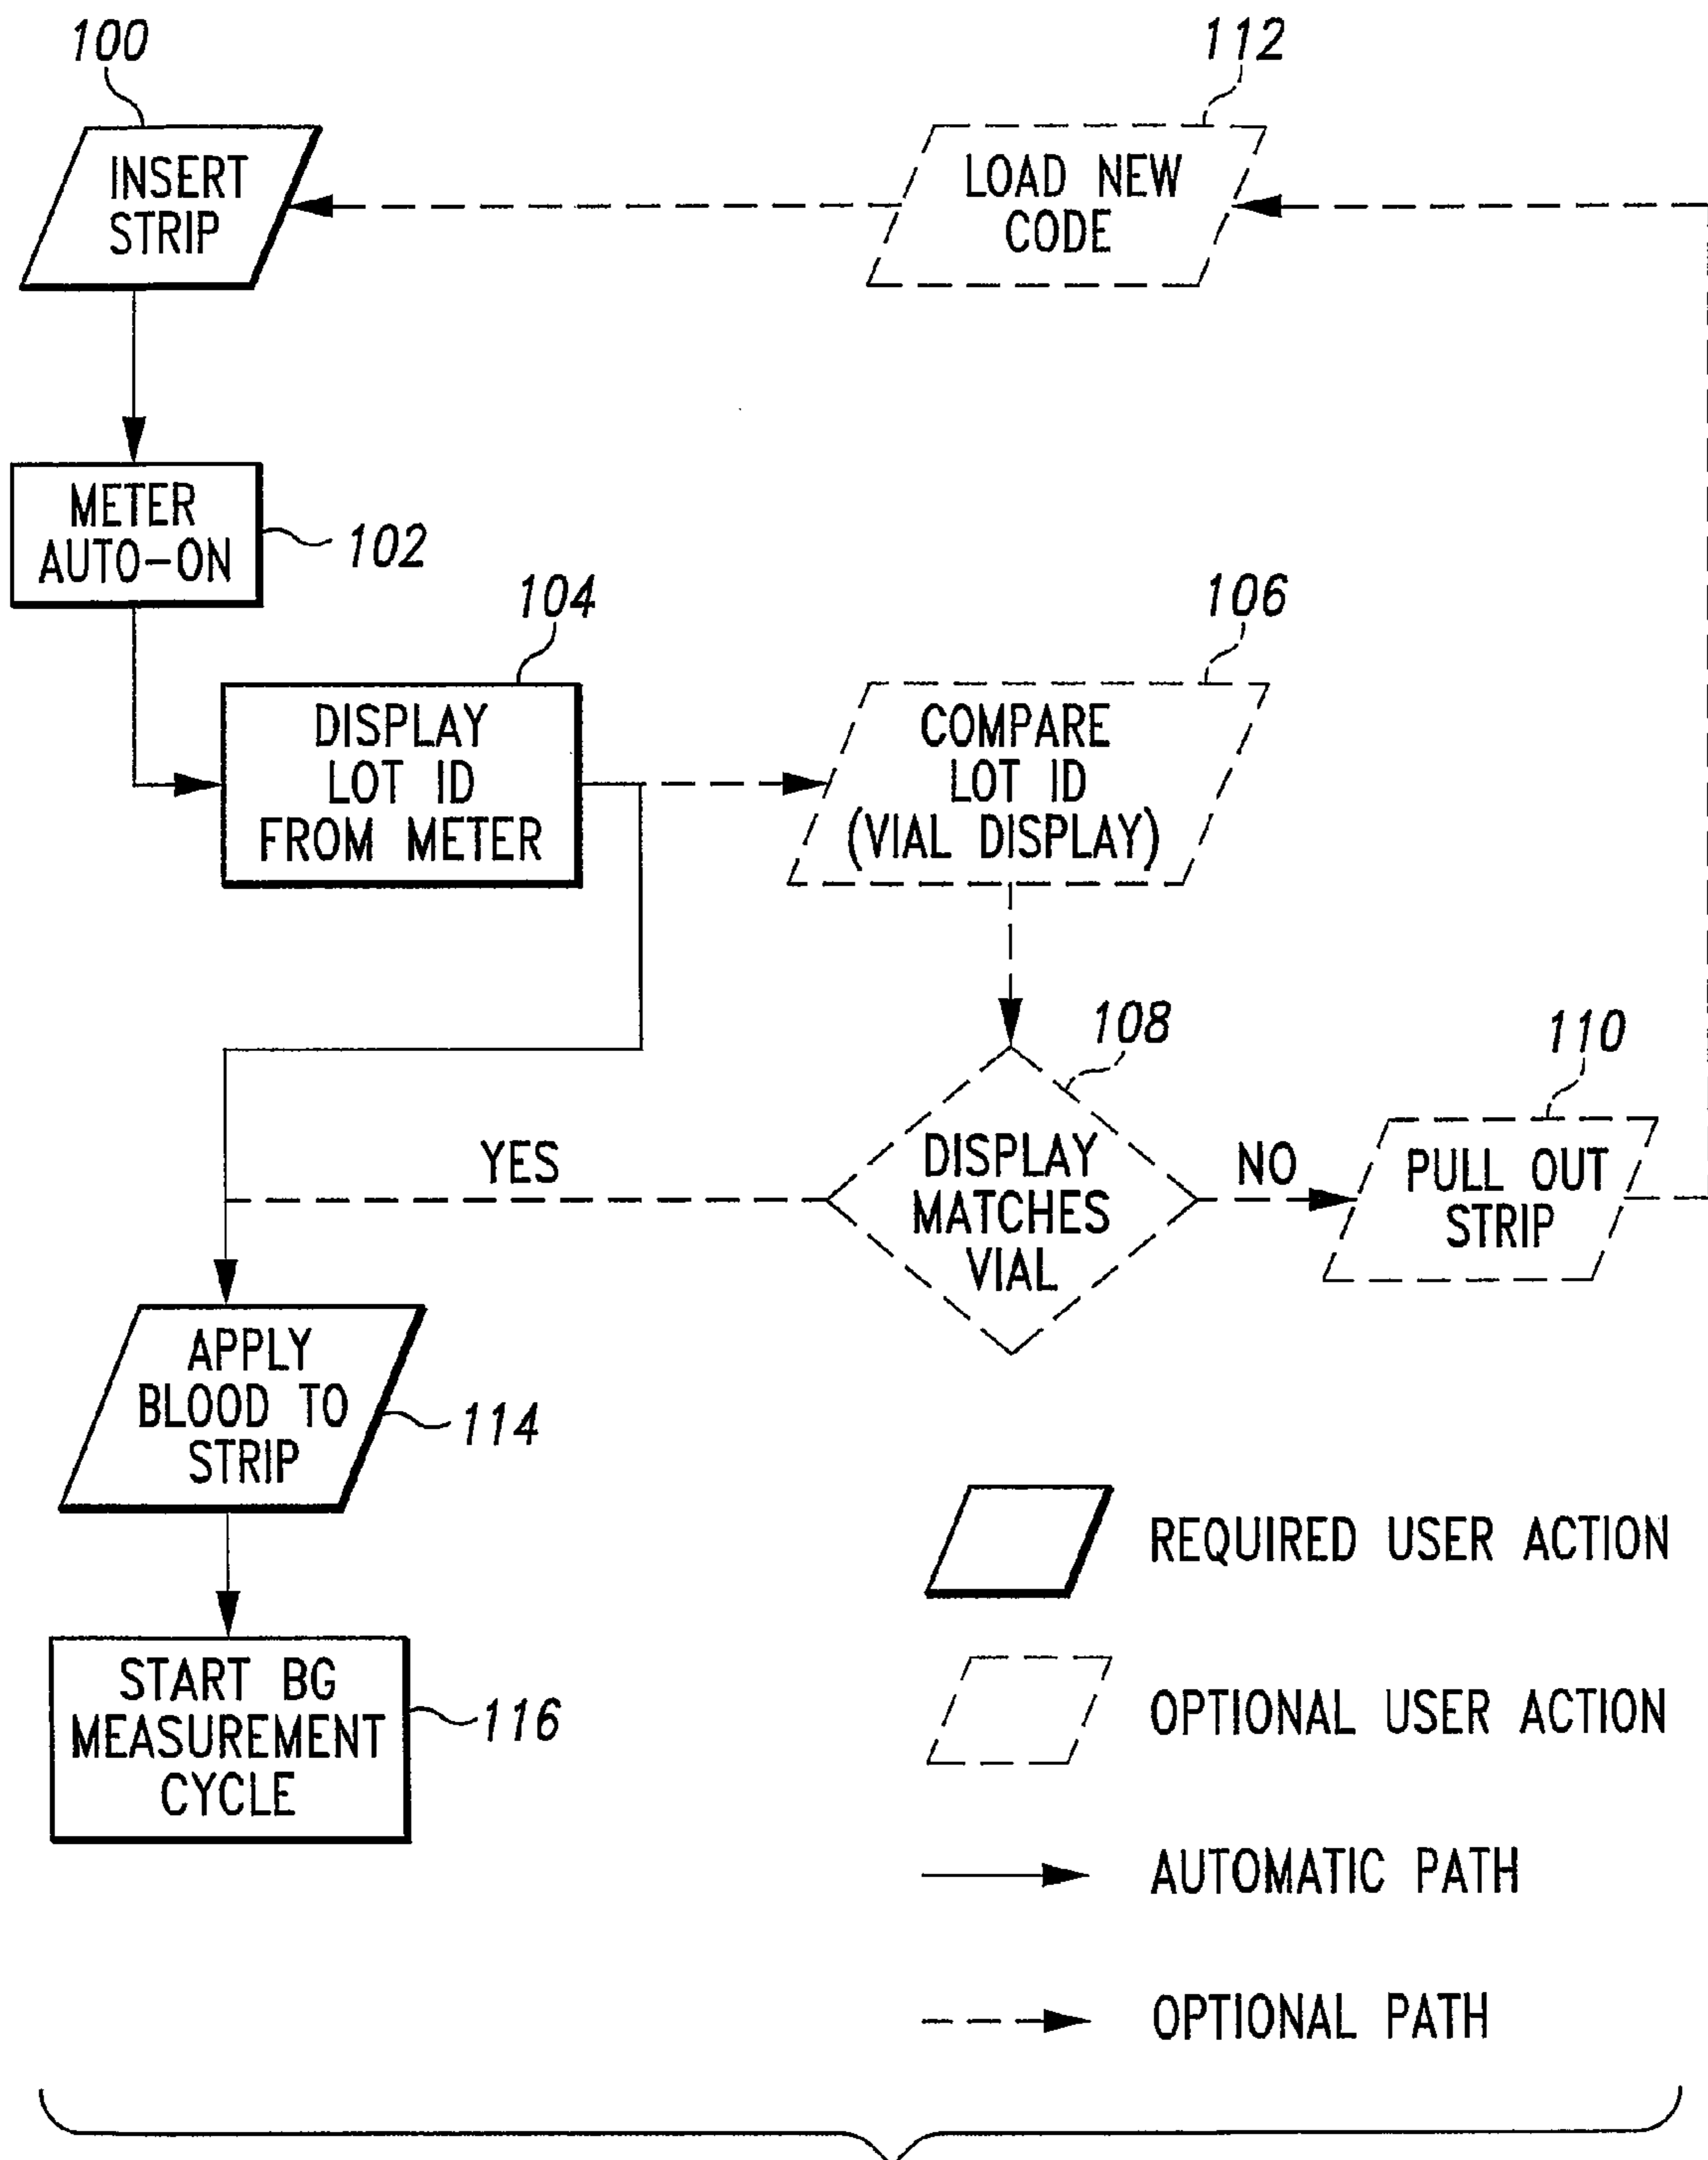 100
INSERT
STRIP
112
LOAD NEW
CODE
METER
AUTO-ON
102
104
DISPLAY
LOT ID
FROM METER
106
COMPARE
LOT ID
(VIAL DISPLAY)
108
DISPLAY
MATCHES
VIAL
YES
NO
110
PULL OUT
STRIP
APPLY
BLOOD TO
STRIP
114
START BG
MEASUREMENT
CYCLE
116
REQUIRED USER ACTION
OPTIONAL USER ACTION
AUTOMATIC PATH
OPTIONAL PATH